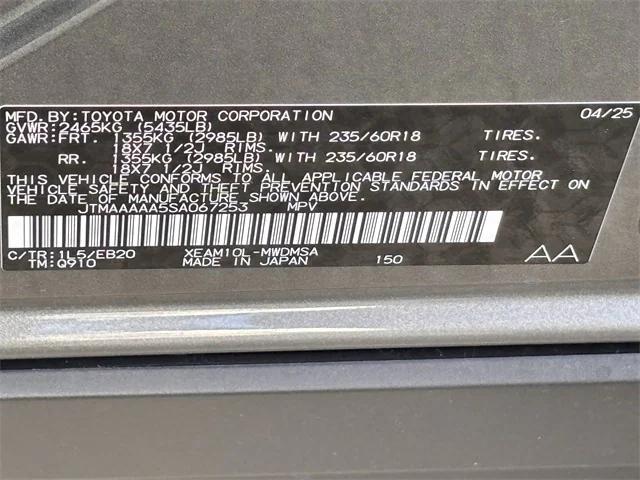 MFD.BY:TOYOTA MOTOR CORPORATION 04/25
GVWR:2465KG (5435LB)
GAWR:FRT. 1355KG (2985LB) WITH 235/60R18 TIRES.
18X7 1/2J RIMS.
RR. 1355KG (2985LB) WITH 235/60R18 TIRES.
18X7 1/2J RIMS.
THIS VEHICLE CONFORMS TO ALL APPLICABLE FEDERAL MOTOR
VEHICLE SAFETY AND THEFT PREVENTION STANDARDS IN EFFECT ON
THE DATE OF MANUFACTURE SHOWN ABOVE.
JTMAAAAA5SA067253 MPV
C/TR:1L5/EB20 XEAM10L-MWDMSA
TM:Q910 MADE IN JAPAN 150 AA